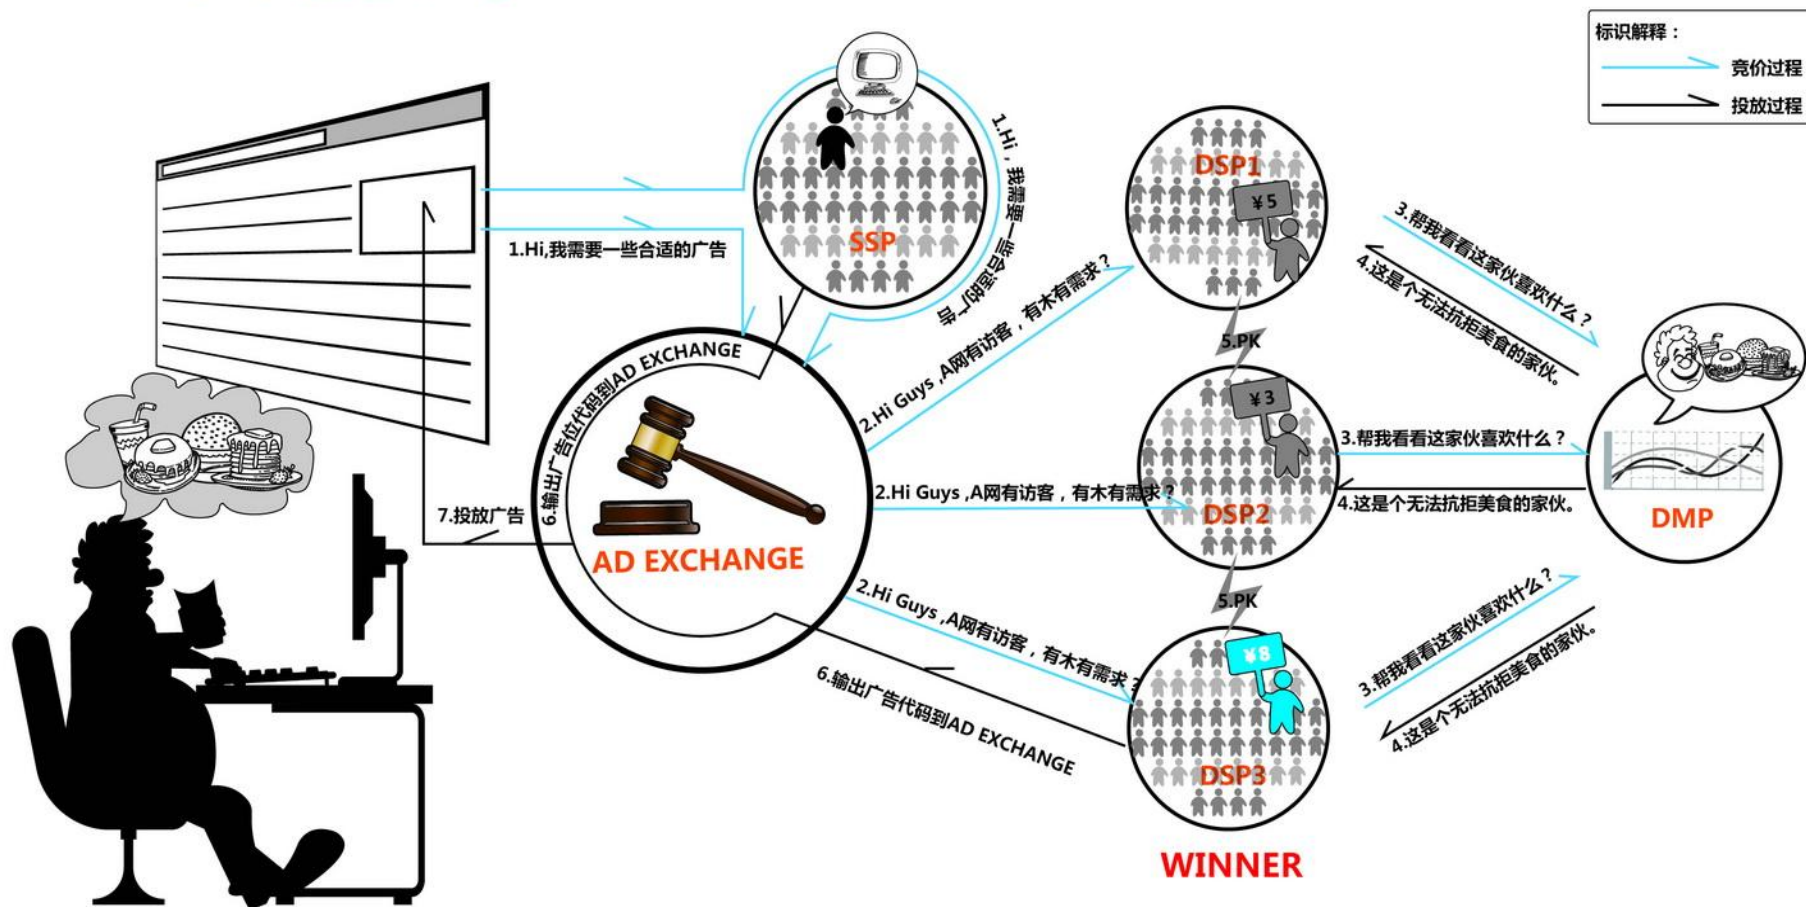 标识解释：
竞价过程
投放过程
1.Hi，我需要一些合适的广告
SSP
1.Hi,我需要一些合适的广告
DSP1
¥5
3.帮我看看这家伙喜欢什么？
4.这是个无法抗拒美食的家伙。
2.Hi Guys ,A网有访客，有木有需求？
5.PK
6.输出广告位代码到AD EXCHANGE
¥3
3.帮我看看这家伙喜欢什么？
2.Hi Guys ,A网有访客，有木有需求？
4.这是个无法抗拒美食的家伙。
DSP2
DMP
7.投放广告
AD EXCHANGE
5.PK
2.Hi Guys ,A网有访客，有木有需求？
¥8
3.帮我看看这家伙喜欢什么？
4.这是个无法抗拒美食的家伙。
6.输出广告代码到AD EXCHANGE
DSP3
WINNER